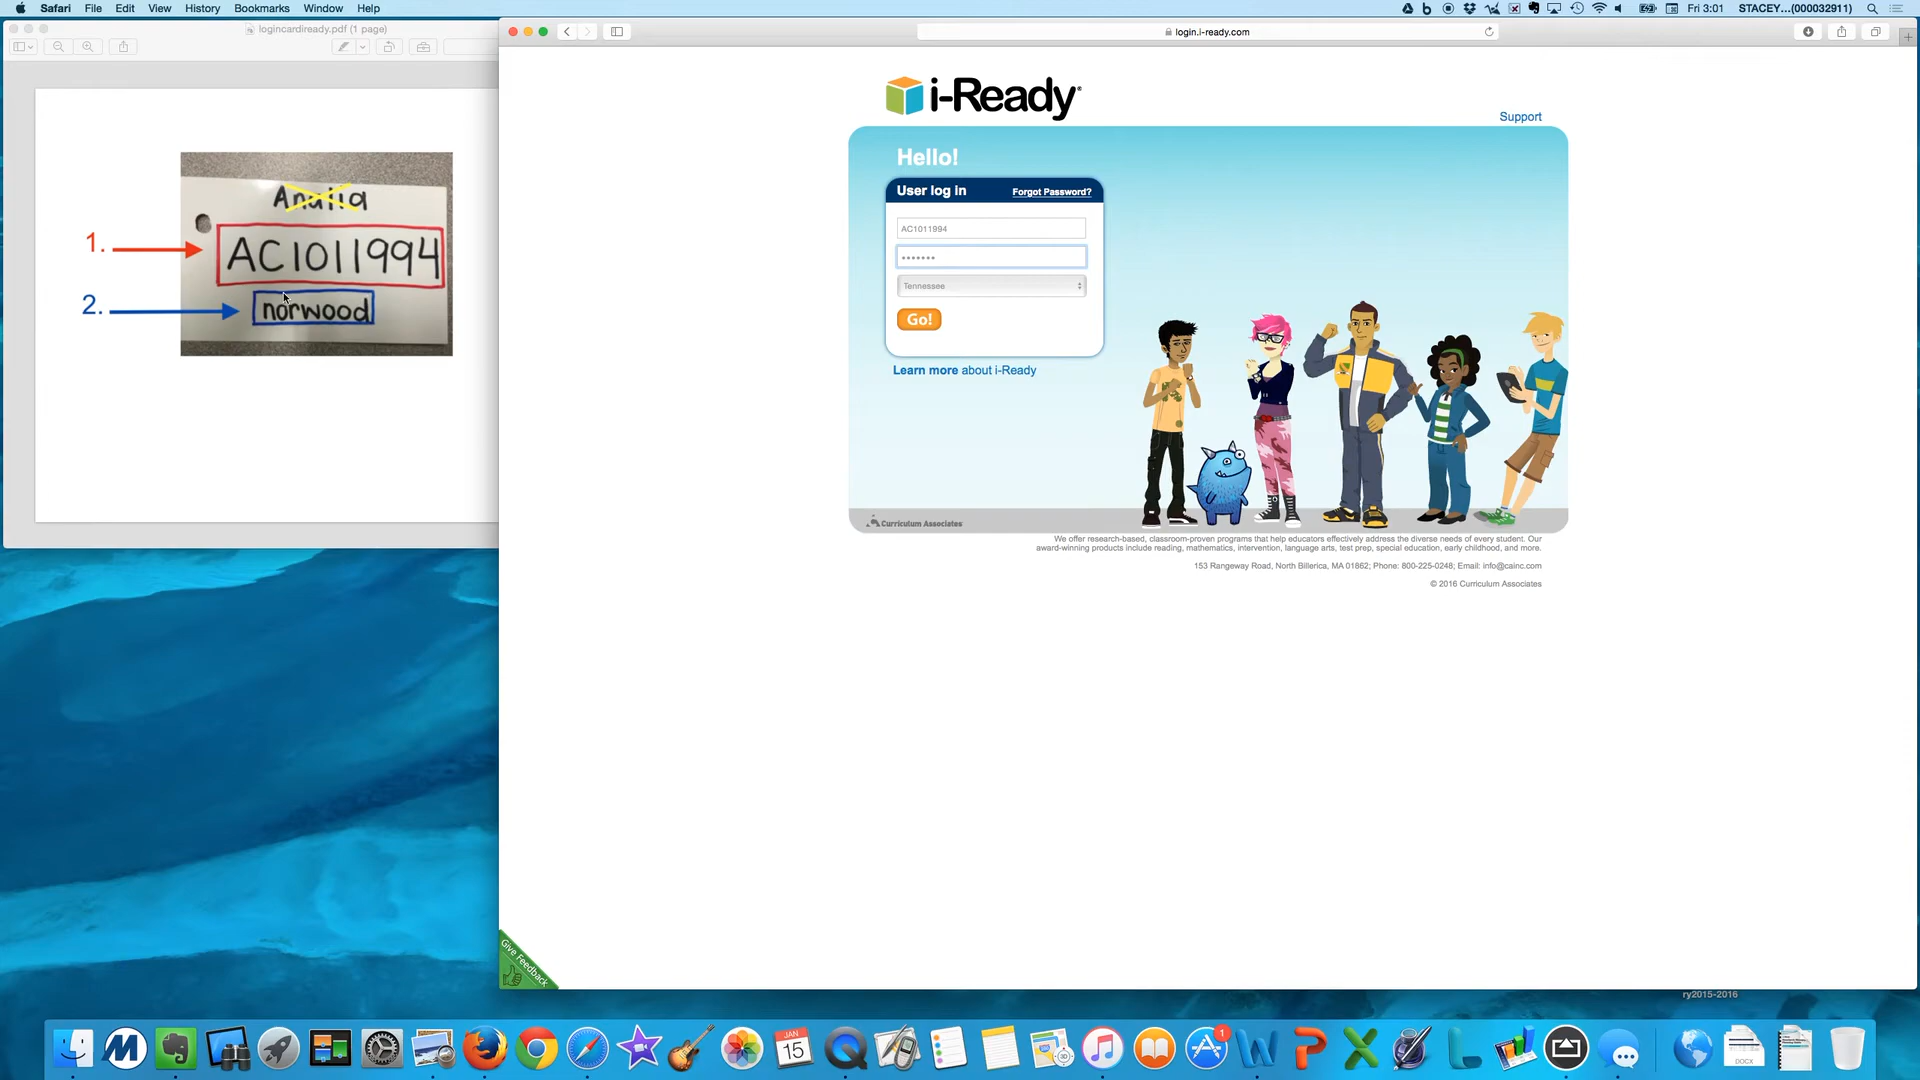 Safari File Edit View History Bookmarks Window Help
Fri 3:01 STACEY...(000032911)
logincardiready.pdf (1 page)
Analia
1.
AC1011994
2.
norwood
login.i-ready.com
i-Ready
Support
Hello!
User log in Forgot Password?
AC1011994
•••••••
Tennessee
Go!
Learn more about i-Ready
Curriculum Associates
We offer research-based, classroom-proven programs that help educators effectively address the diverse needs of every student. Our
award-winning products include reading, mathematics, intervention, language arts, test prep, special education, early childhood, and more.
153 Rangeway Road, North Billerica, MA 01862; Phone: 800-225-0248; Email: info@cainc.com
© 2016 Curriculum Associates
Give Feedback
ry2015-2016
JAN
15
1
DOCX